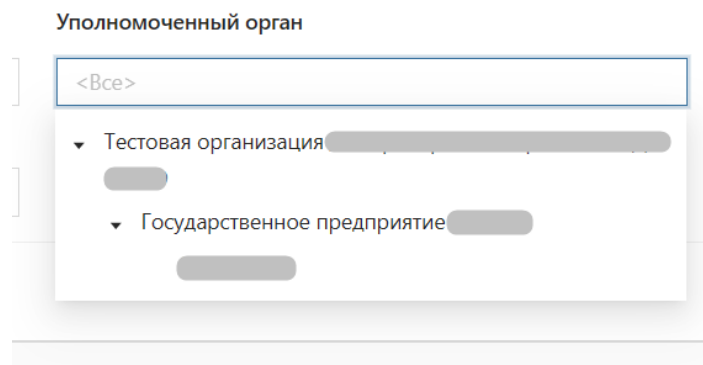 Уполномоченный орган
<Все>
Тестовая организация
Государственное предприятие